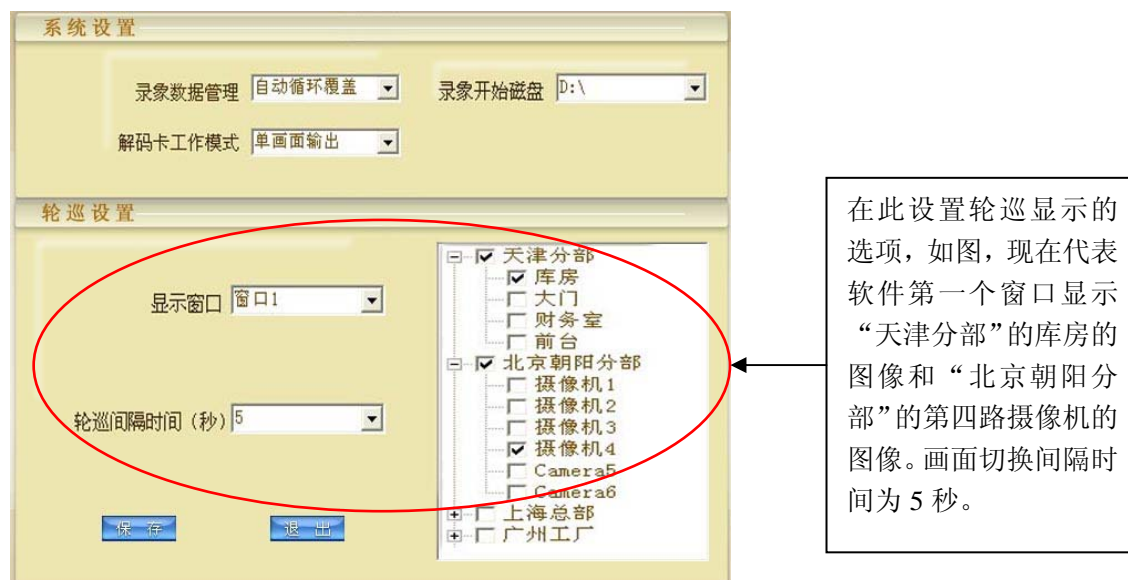 系统设置
录象数据管理 自动循环覆盖 录象开始磁盘 D:\
解码卡工作模式 单画面输出
轮巡设置
显示窗口 窗口1
轮巡间隔时间（秒） 5
天津分部
库房
大门
财务室
前台
北京朝阳分部
摄像机1
摄像机2
摄像机3
摄像机4
Camera5
Camera6
上海总部
广州工厂
保存 退出
在此设置轮巡显示的
选项，如图，现在代表
软件第一个窗口显示
“天津分部”的库房的
图像和“北京朝阳分
部”的第四路摄像机的
图像。画面切换间隔时
间为 5 秒。